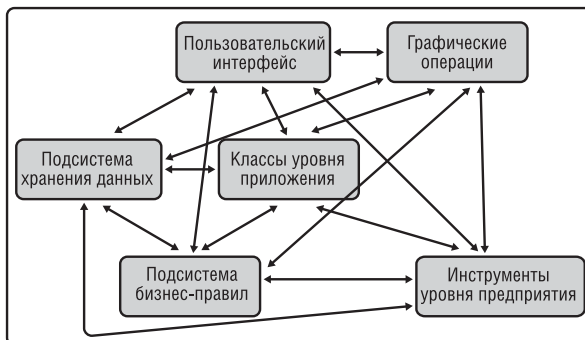 Пользовательский
интерфейс
Графические
операции
Подсистема
хранения данных
Классы уровня
приложения
Подсистема
бизнес-правил
Инструменты
уровня предприятия